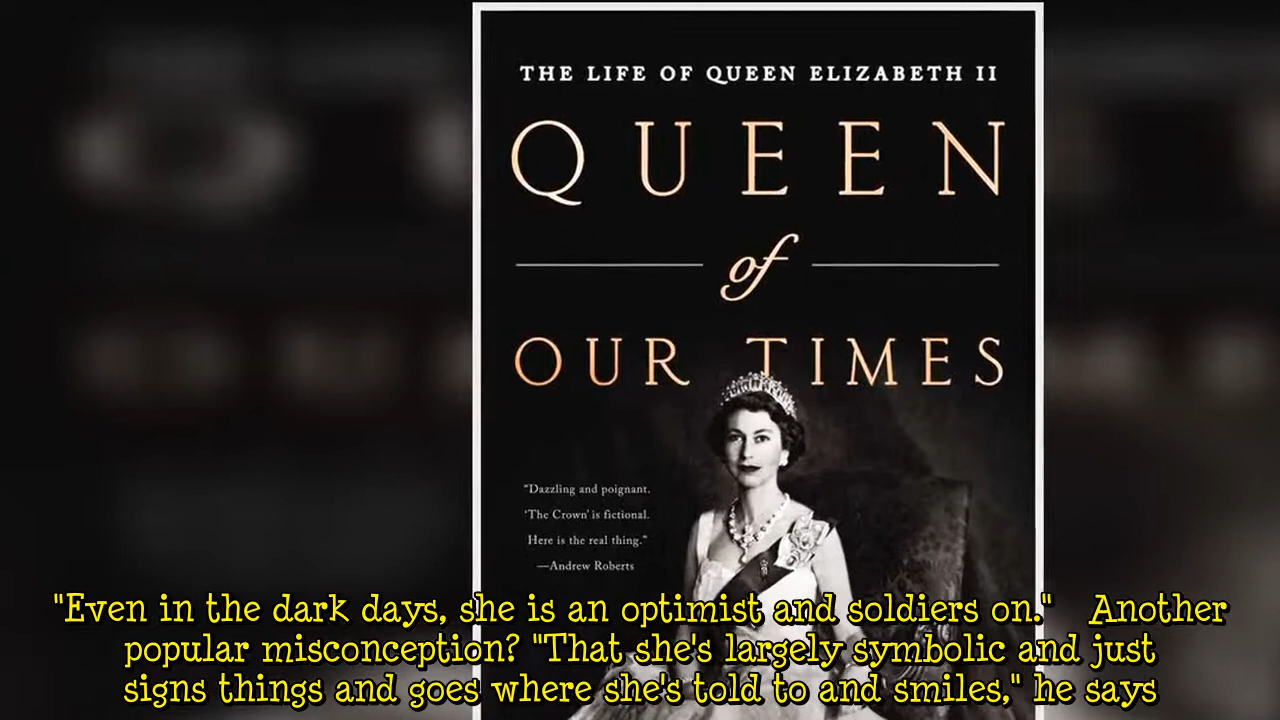 THE LIFE OF QUEEN ELIZABETH II
QUEEN
of
OUR TIMES
"Dazzling and poignant.
'The Crown' is fictional.
Here is the real thing."
—Andrew Roberts
"Even in the dark days, she is an optimist and soldiers on."    Another
popular misconception? "That she's largely symbolic and just
signs things and goes where she's told to and smiles," he says